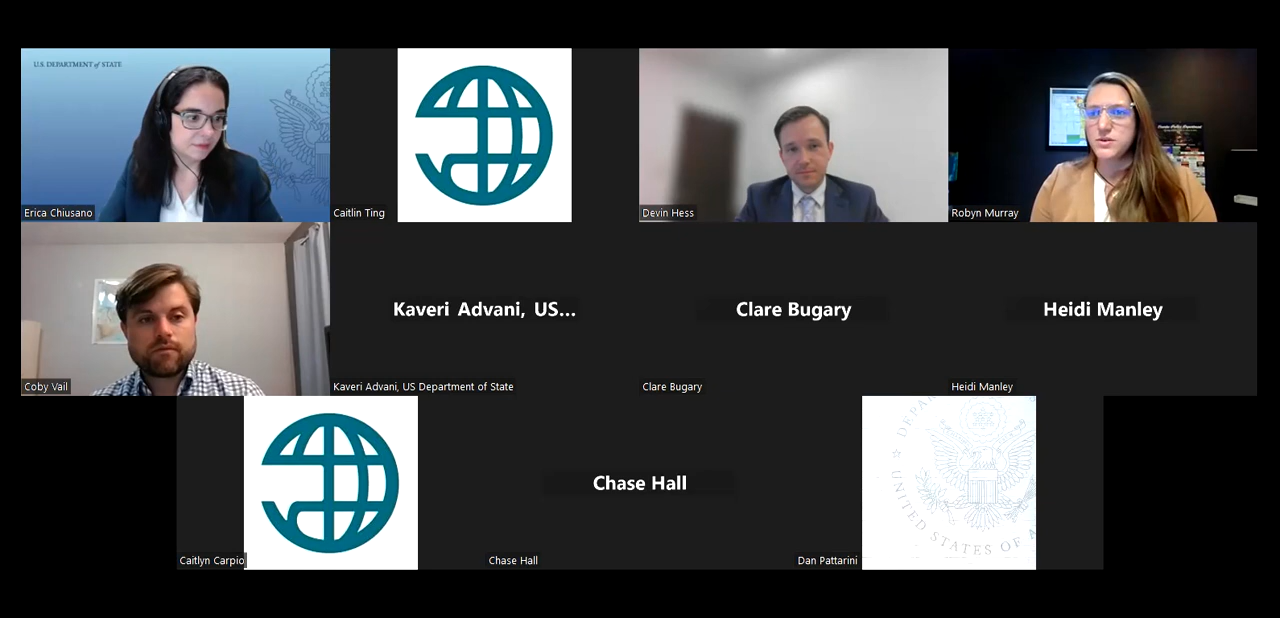 U.S. DEPARTMENT of STATE
Erica Chiusano
Caitlin Ting
Devin Hess
Robyn Murray
Coby Vail
Kaveri Advani, US...
Kaveri Advani, US Department of State
Clare Bugary
Clare Bugary
Heidi Manley
Heidi Manley
Caitlyn Carpio
Chase Hall
Chase Hall
Dan Pattarini
UNITED STATES OF A